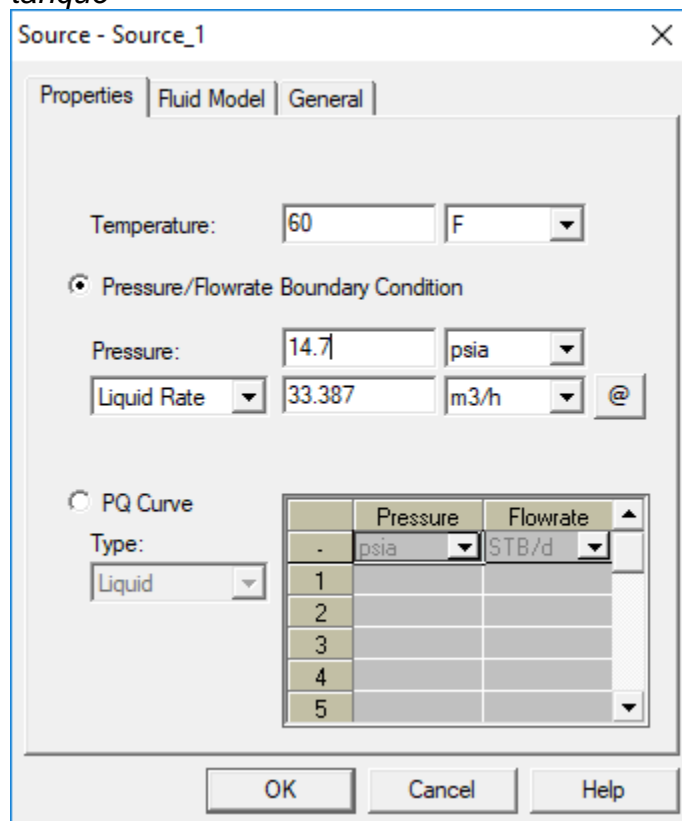 tanque
Source - Source_1
Properties Fluid Model General
Temperature: 60 F
Pressure/Flowrate Boundary Condition
Pressure: 14.7 psia
Liquid Rate 33.387 m3/h @
PQ Curve
Type:
Liquid
Pressure Flowrate
- psia STB/d
1
2
3
4
5
OK Cancel Help